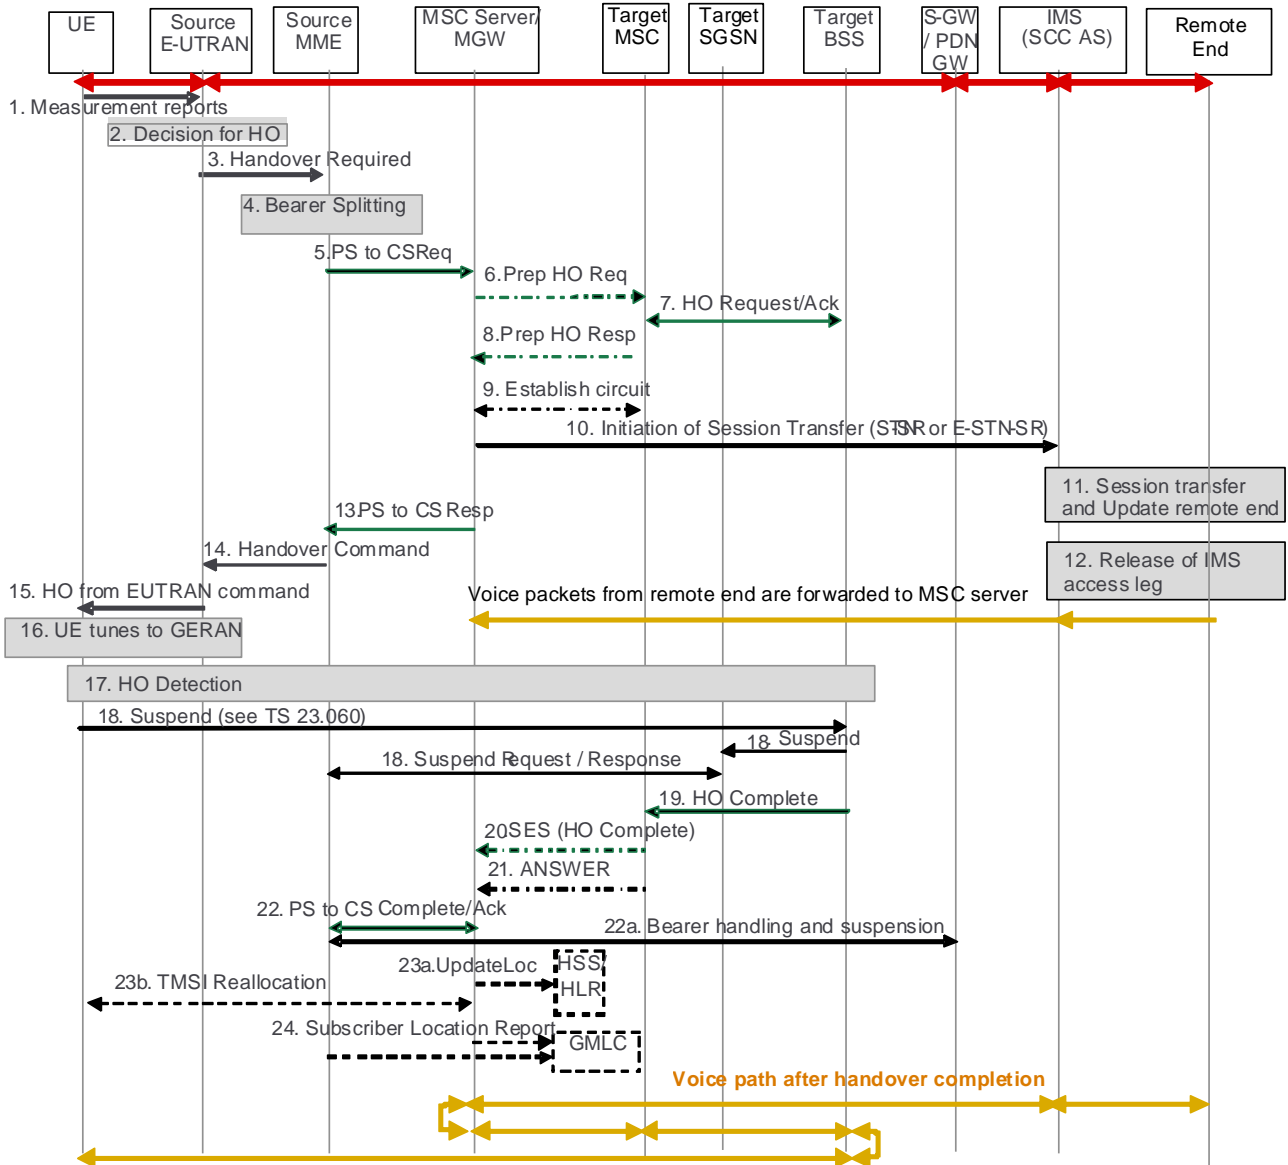 UE
Source
E-UTRAN
Source
MME
MSC Server/
MGW
Target
MSC
Target
SGSN
Target
BSS
S-GW
/ PDN
GW
IMS
(SCC AS)
Remote
End
1. Measurement reports
2. Decision for HO
3. Handover Required
4. Bearer Splitting
5.PS to CSReq
6.Prep HO Req
7. HO Request/Ack
8.Prep HO Resp
9. Establish circuit
10. Initiation of Session Transfer (STN-SR or E-STN-SR)
11. Session transfer
and Update remote end
13.PS to CS Resp
12. Release of IMS
access leg
14. Handover Command
15. HO from EUTRAN command
Voice packets from remote end are forwarded to MSC server
16. UE tunes to GERAN
17. HO Detection
18. Suspend (see TS 23.060)
18. Suspend
18. Suspend Request / Response
19. HO Complete
20.SES (HO Complete)
21. ANSWER
22. PS to CS Complete/Ack
22a. Bearer handling and suspension
23a.UpdateLoc
HSS/
HLR
23b. TMSI Reallocation
24. Subscriber Location Report
GMLC
Voice path after handover completion